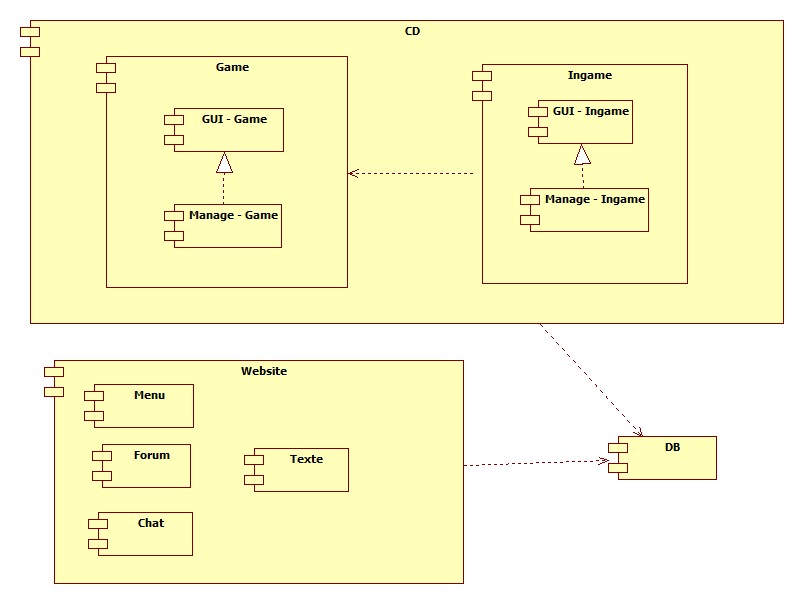 CD
Game
GUI - Game
Manage - Game
Ingame
GUI - Ingame
Manage - Ingame
Website
Menu
Forum
Texte
Chat
DB